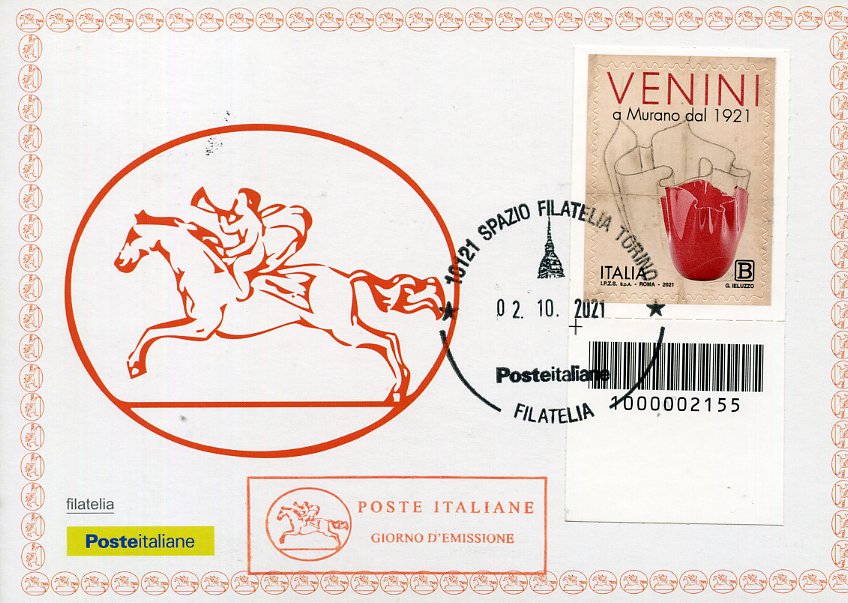 VENINI
a Murano dal 1921
ITALIA B
I.P.Z.S. S.p.A. - ROMA - 2021 G. IELUZZO
10121 SPAZIO FILATELIA TORINO
02.10.2021
Posteitaliane
FILATELIA
1000002155
filatelia
Posteitaliane
POSTE ITALIANE
GIORNO D'EMISSIONE